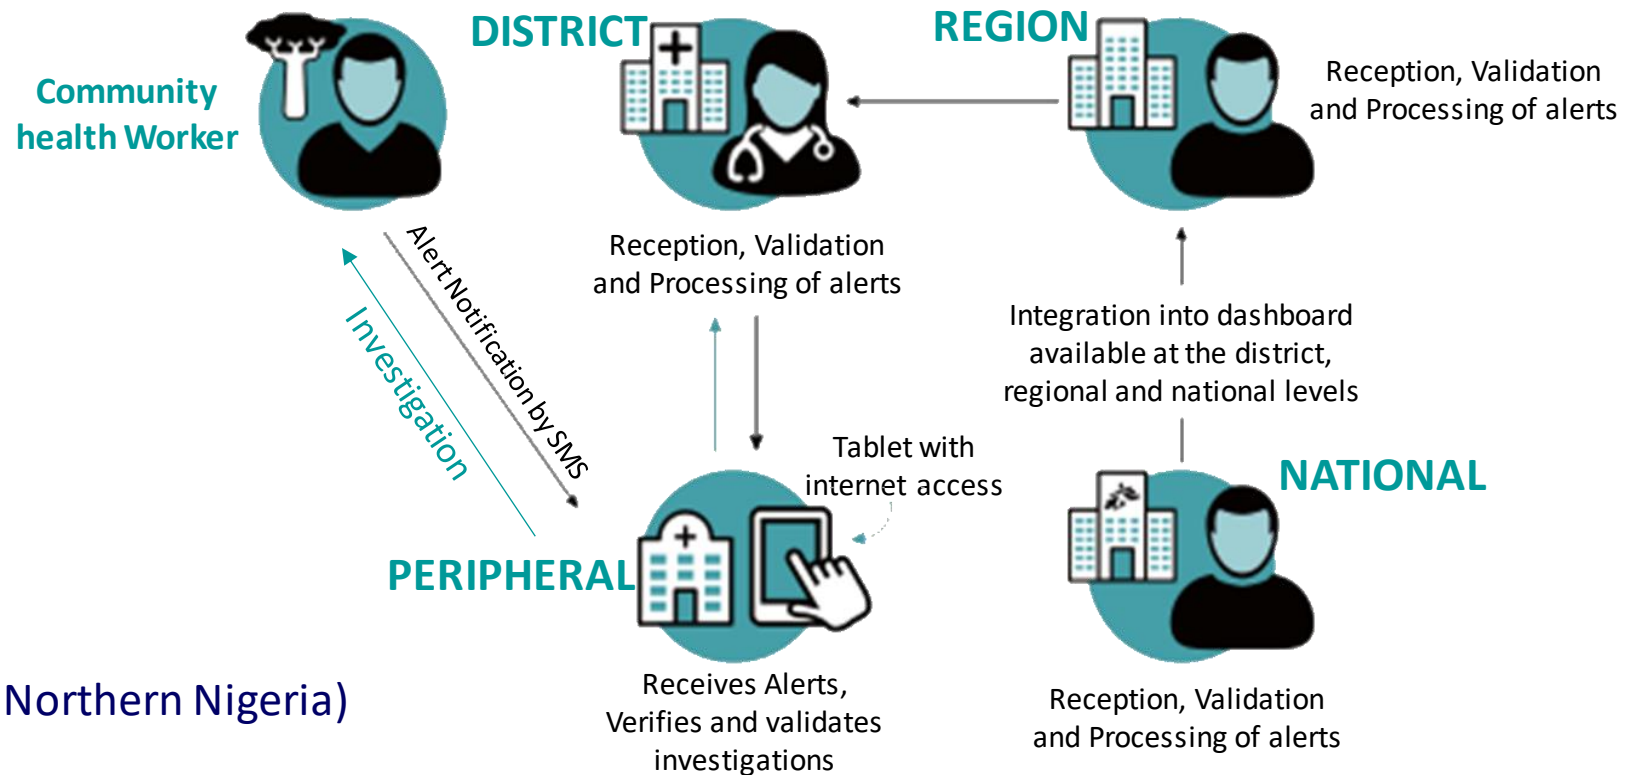 Community
health Worker
DISTRICT
REGION
Reception, Validation
and Processing of alerts
Reception, Validation
and Processing of alerts
Alert Notification by SMS
Investigation
Integration into dashboard
available at the district,
regional and national levels
Tablet with
internet access
PERIPHERAL
NATIONAL
Receives Alerts,
Verifies and validates
investigations
Reception, Validation
and Processing of alerts
Northern Nigeria)